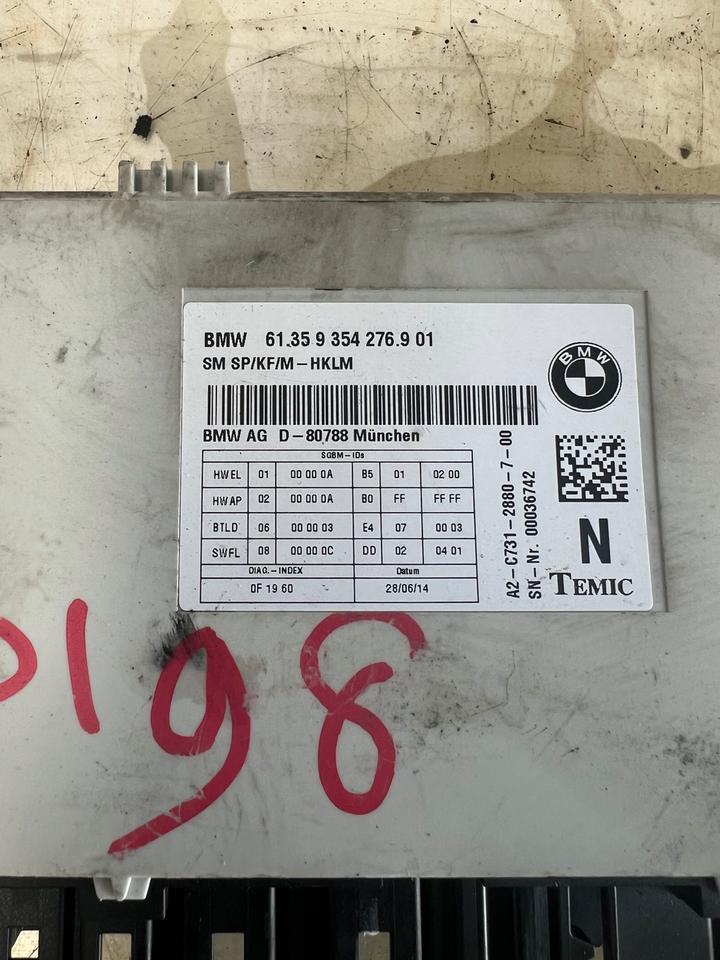 BMW 61.35 9 354 276.9 01
SM SP/KF/M-HKLM
BMW
BMW AG D-80788 München
SGBM-IDs
HWEL 01 00 00 0A B5 01 02 00
HWAP 02 00 00 0A B0 FF FF FF
BTLD 06 00 00 03 E4 07 00 03
SWFL 08 00 00 0C DD 02 04 01
DIAG.-INDEX Datum
0F 19 60 28/06/14
A2-C731-2880-7-00
SN-Nr. 00036742
N
TEMIC
0198